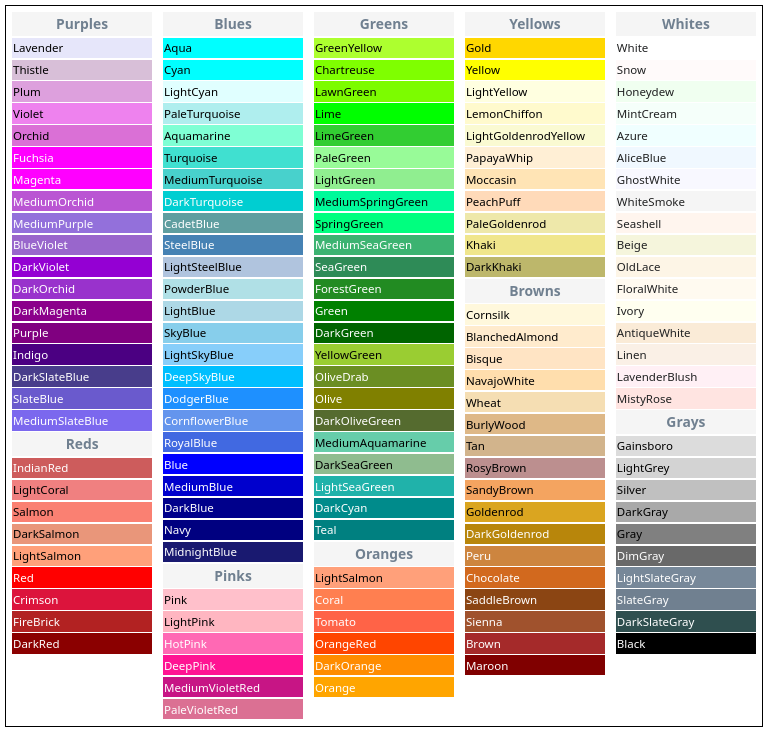 Purples
Lavender
Thistle
Plum
Violet
Orchid
Fuchsia
Magenta
MediumOrchid
MediumPurple
BlueViolet
DarkViolet
DarkOrchid
DarkMagenta
Purple
Indigo
DarkSlateBlue
SlateBlue
MediumSlateBlue
Reds
IndianRed
LightCoral
Salmon
DarkSalmon
LightSalmon
Red
Crimson
FireBrick
DarkRed
Blues
Aqua
Cyan
LightCyan
PaleTurquoise
Aquamarine
Turquoise
MediumTurquoise
DarkTurquoise
CadetBlue
SteelBlue
LightSteelBlue
PowderBlue
LightBlue
SkyBlue
LightSkyBlue
DeepSkyBlue
DodgerBlue
CornflowerBlue
RoyalBlue
Blue
MediumBlue
DarkBlue
Navy
MidnightBlue
Pinks
Pink
LightPink
HotPink
DeepPink
MediumVioletRed
PaleVioletRed
Greens
GreenYellow
Chartreuse
LawnGreen
Lime
LimeGreen
PaleGreen
LightGreen
MediumSpringGreen
SpringGreen
MediumSeaGreen
SeaGreen
ForestGreen
Green
DarkGreen
YellowGreen
OliveDrab
Olive
DarkOliveGreen
MediumAquamarine
DarkSeaGreen
LightSeaGreen
DarkCyan
Teal
Oranges
LightSalmon
Coral
Tomato
OrangeRed
DarkOrange
Orange
Yellows
Gold
Yellow
LightYellow
LemonChiffon
LightGoldenrodYellow
PapayaWhip
Moccasin
PeachPuff
PaleGoldenrod
Khaki
DarkKhaki
Browns
Cornsilk
BlanchedAlmond
Bisque
NavajoWhite
Wheat
BurlyWood
Tan
RosyBrown
SandyBrown
Goldenrod
DarkGoldenrod
Peru
Chocolate
SaddleBrown
Sienna
Brown
Maroon
Whites
White
Snow
Honeydew
MintCream
Azure
AliceBlue
GhostWhite
WhiteSmoke
Seashell
Beige
OldLace
FloralWhite
Ivory
AntiqueWhite
Linen
LavenderBlush
MistyRose
Grays
Gainsboro
LightGrey
Silver
DarkGray
Gray
DimGray
LightSlateGray
SlateGray
DarkSlateGray
Black